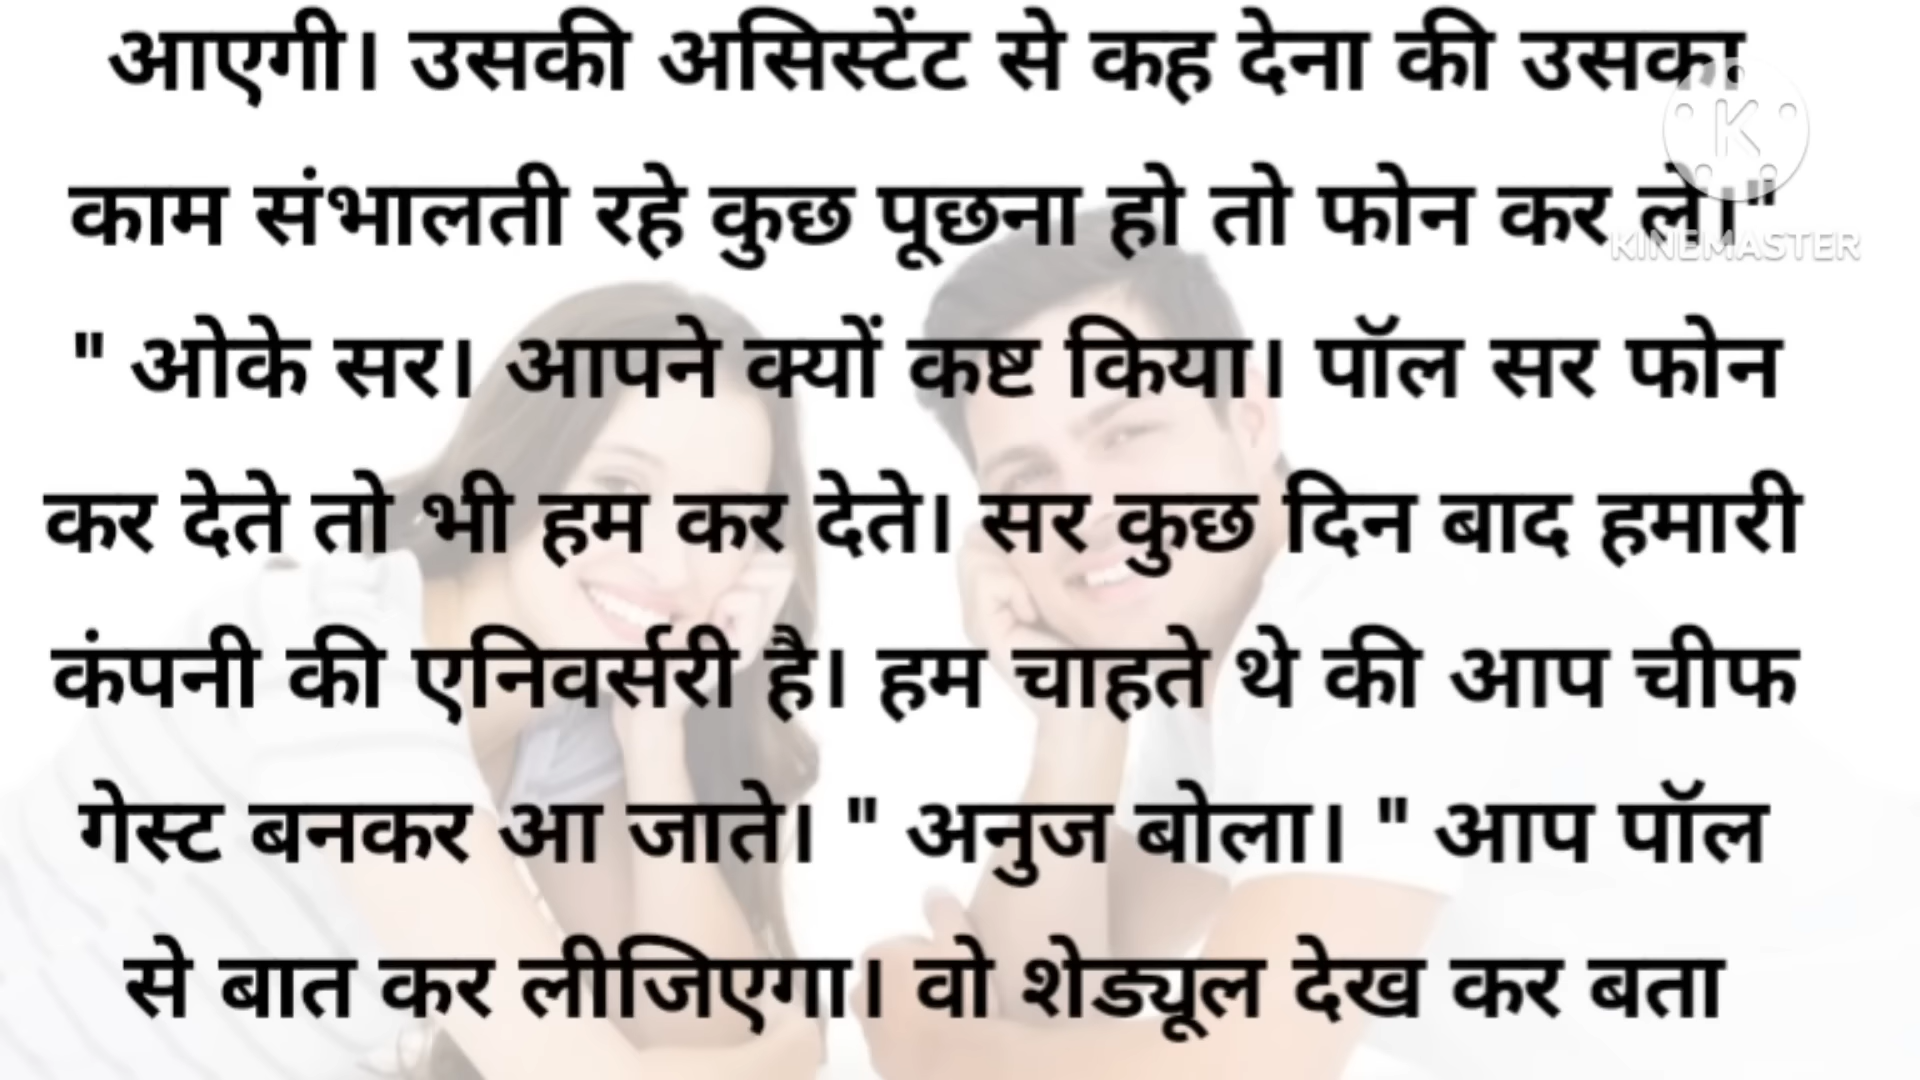 आएगी। उसकी असिस्टेंट से कह देना की उसका
काम संभालती रहे कुछ पूछना हो तो फोन कर ले।"
" ओके सर। आपने क्यों कष्ट किया। पॉल सर फोन
कर देते तो भी हम कर देते। सर कुछ दिन बाद हमारी
कंपनी की एनिवर्सरी है। हम चाहते थे की आप चीफ
गेस्ट बनकर आ जाते। " अनुज बोला। " आप पॉल
से बात कर लीजिएगा। वो शेड्यूल देख कर बता
K
KINEMASTER